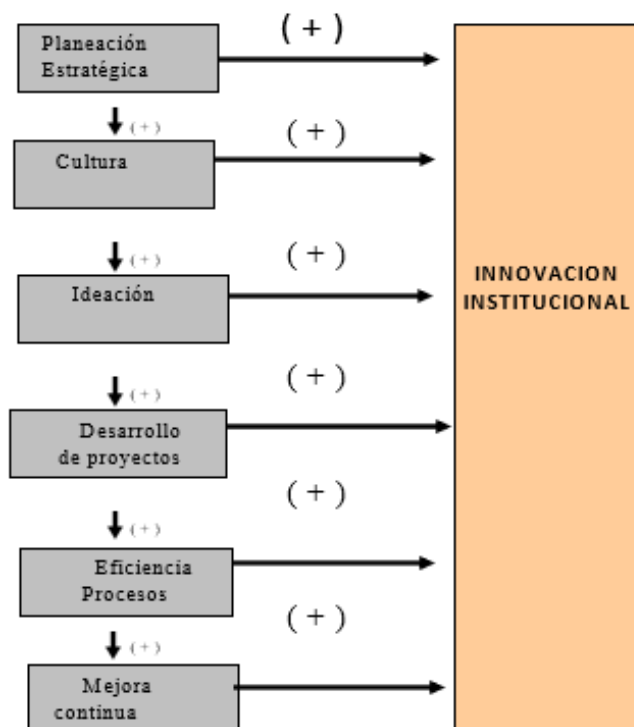 ( + )
Planeación
Estratégica
( + )
( + )
Cultura
( + )
( + )
Ideación
INNOVACION
INSTITUCIONAL
( + )
( + )
Desarrollo
de proyectos
( + )
( + )
Eficiencia
Procesos
( + )
( + )
Mejora
continua